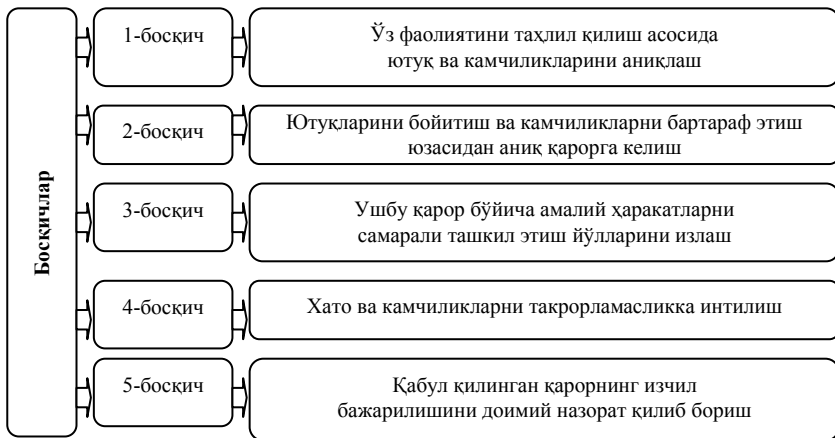 Босқичлар
1-босқич
Ўз фаолиятини таҳлил қилиш асосида
ютуқ ва камчиликларини аниқлаш
2-босқич
Ютуқларини бойитиш ва камчиликларни бартараф этиш
юзасидан аниқ қарорга келиш
3-босқич
Ушбу қарор бўйича амалий ҳаракатларни
самарали ташкил этиш йўлларини излаш
4-босқич
Хато ва камчиликларни такрорламасликка интилиш
5-босқич
Қабул қилинган қарорнинг изчил
бажарилишини доимий назорат қилиб бориш